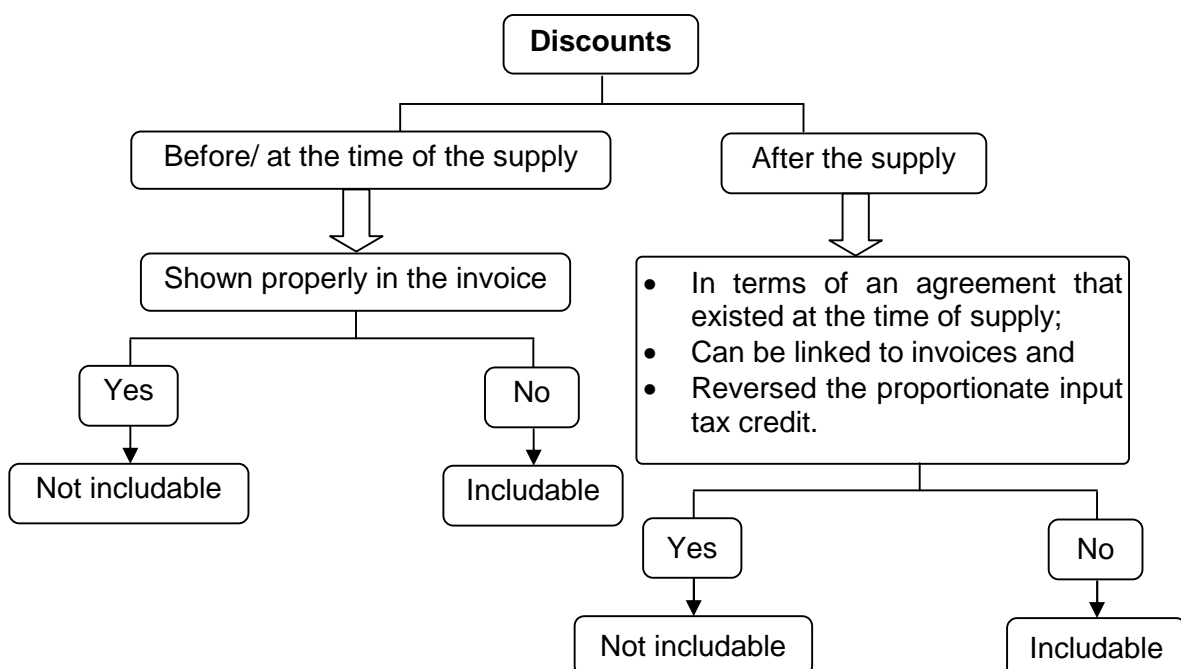 Discounts
Before/ at the time of the supply
After the supply
Shown properly in the invoice
• In terms of an agreement that
existed at the time of supply;
• Can be linked to invoices and
• Reversed the proportionate input
tax credit.
Yes
No
Not includable
Includable
Yes
No
Not includable
Includable